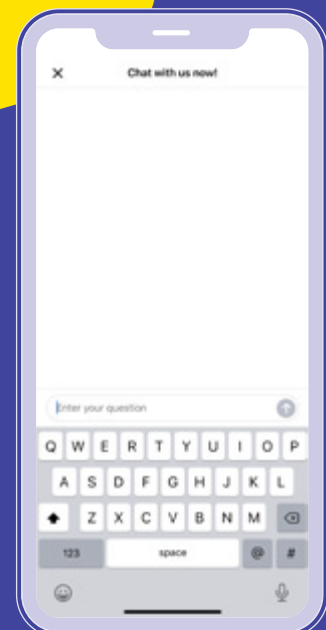 Chat with us now!
Enter your question
Q W E R T Y U I O P
A S D F G H J K L
Z X C V B N M
123 space @ #